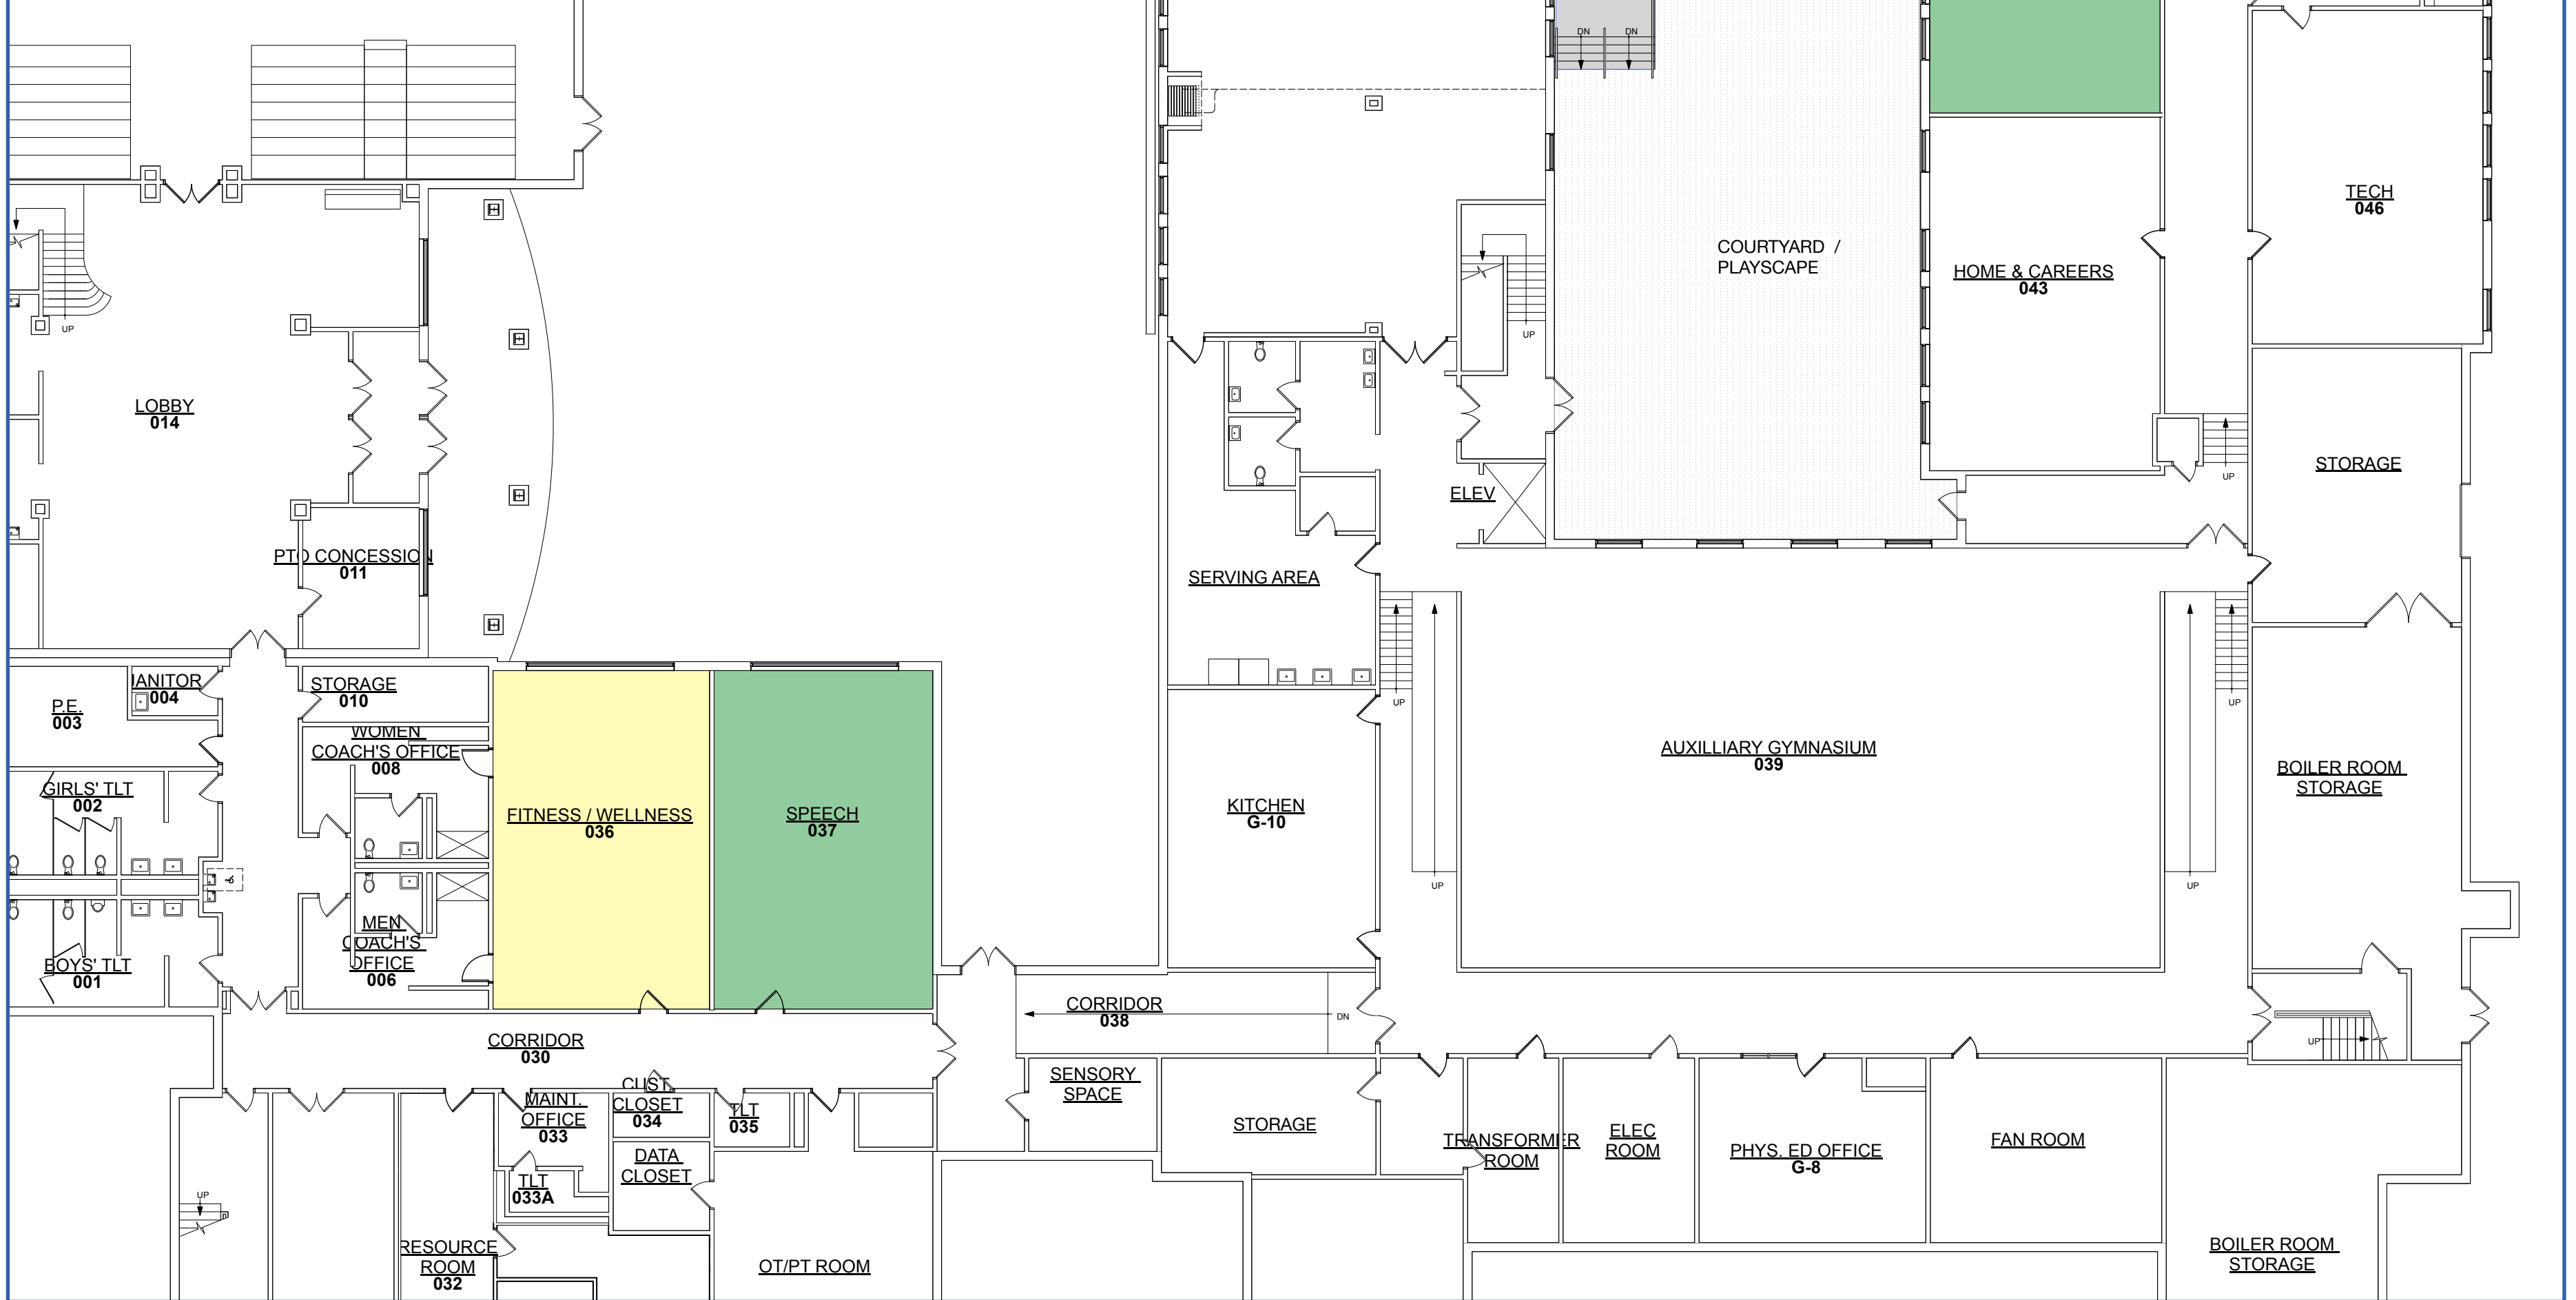 DN
DN
TECH
046
COURTYARD /
PLAYSCAPE
HOME & CAREERS
043
UP
UP
LOBBY
014
STORAGE
UP
ELEV
PTO CONCESSION
011
SERVING AREA
JANITOR
004
STORAGE
010
P.E.
003
UP
UP
WOMEN
COACH'S OFFICE
008
AUXILLIARY GYMNASIUM
039
BOILER ROOM
STORAGE
GIRLS' TLT
002
FITNESS / WELLNESS
036
SPEECH
037
KITCHEN
G-10
UP
UP
MEN
COACH'S
OFFICE
006
BOYS' TLT
001
CORRIDOR
038
DN
CORRIDOR
030
UP
CUST.
CLOSET
034
MAINT.
OFFICE
033
TLT
035
SENSORY
SPACE
STORAGE
TRANSFORMER
ROOM
ELEC
ROOM
PHYS. ED OFFICE
G-8
FAN ROOM
DATA
CLOSET
TLT
033A
UP
RESOURCE
ROOM
032
OT/PT ROOM
BOILER ROOM
STORAGE